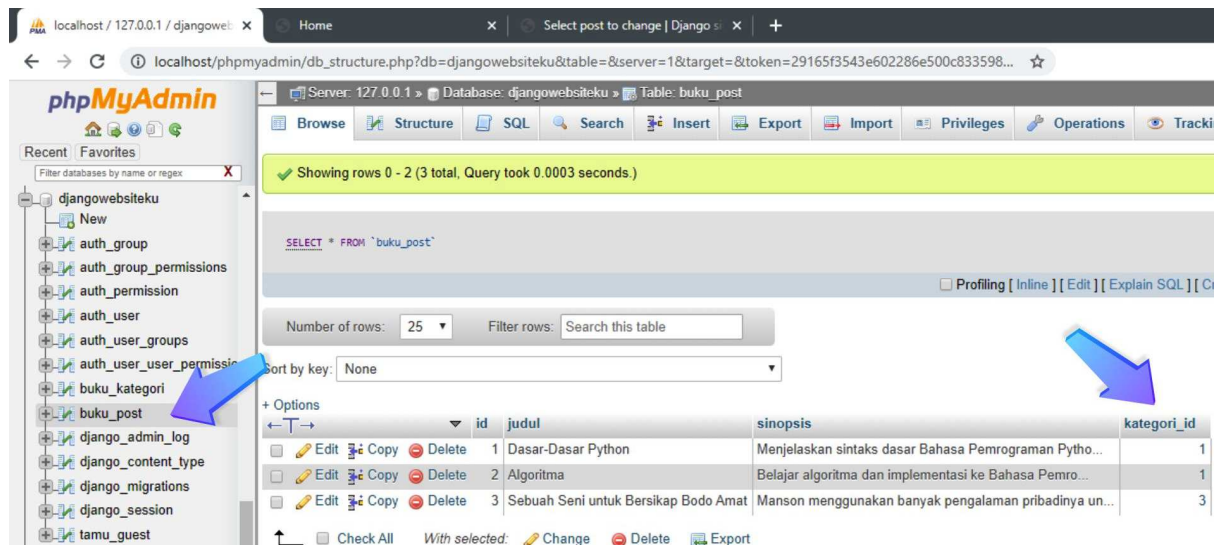 localhost / 127.0.0.1 / djangoweb
Home
Select post to change | Django si
localhost/phpmyadmin/db_structure.php?db=djangowebsiteku&table=&server=1&target=&token=29165f3543e602286e500c833598...
phpMyAdmin
Recent Favorites
Filter databases by name or regex X
djangowebsiteku
New
auth_group
auth_group_permissions
auth_permission
auth_user
auth_user_groups
auth_user_user_permissio
buku_kategori
buku_post
django_admin_log
django_content_type
django_migrations
django_session
tamu_guest
Server: 127.0.0.1 » Database: djangowebsiteku » Table: buku_post
Browse Structure SQL Search Insert Export Import Privileges Operations Tracki
Showing rows 0 - 2 (3 total, Query took 0.0003 seconds.)
SELECT * FROM `buku_post`
Profiling [ Inline ] [ Edit ] [ Explain SQL ] [ C
Number of rows: 25 Filter rows: Search this table
Sort by key: None
+ Options
id judul sinopsis kategori_id
Edit Copy Delete 1 Dasar-Dasar Python Menjelaskan sintaks dasar Bahasa Pemrograman Pytho... 1
Edit Copy Delete 2 Algoritma Belajar algoritma dan implementasi ke Bahasa Pemro... 1
Edit Copy Delete 3 Sebuah Seni untuk Bersikap Bodo Amat Manson menggunakan banyak pengalaman pribadinya un... 3
Check All With selected: Change Delete Export